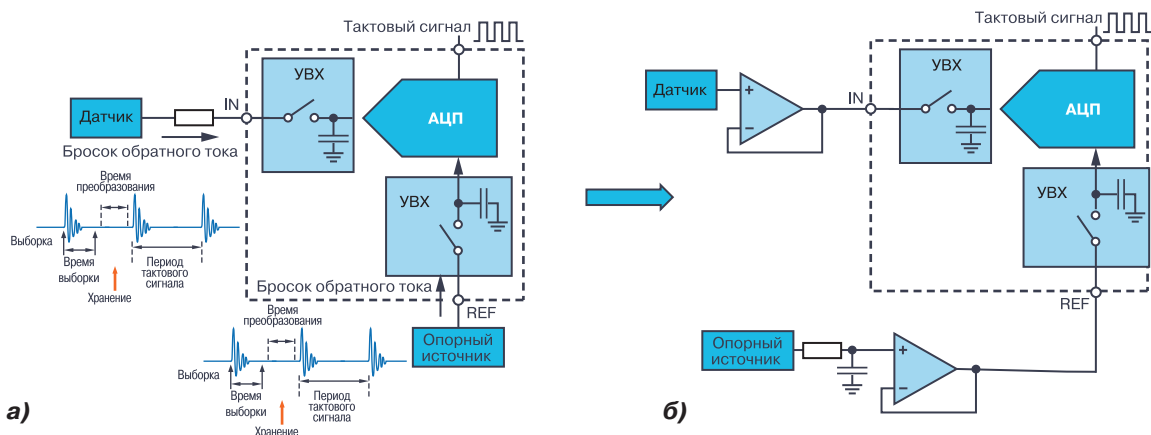 Тактовый сигнал
УВХ
IN
Датчик
АЦП
Бросок обратного тока
Время
преобразования
УВХ
Выборка
Время
выборки
Период
тактового
сигнала
Хранение
Бросок обратного тока
REF
Время
преобразования
Опорный
источник
Выборка
Время
выборки
Период
тактового
сигнала
Хранение
а)
Тактовый сигнал
УВХ
Датчик
+
−
IN
АЦП
УВХ
REF
Опорный
источник
+
−
б)